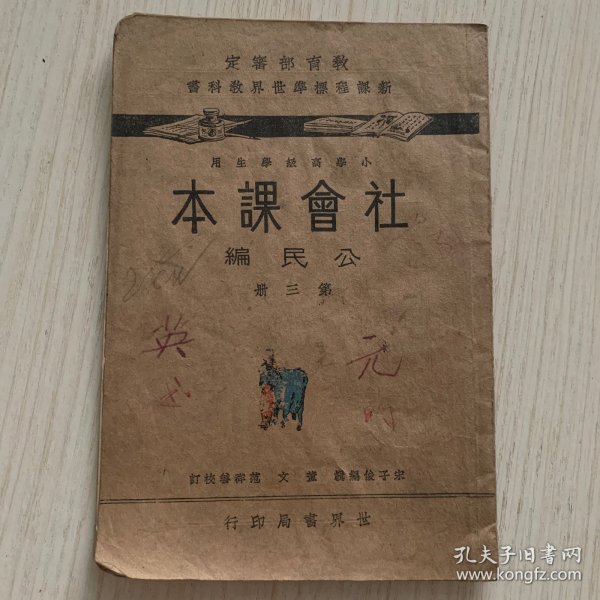 教育部審定
新課程標準世界教科書
小學高級學生用
社會課本
公民編
第三冊
英
元
宋子俊編輯 董文 范祥善校訂
世界書局印行
孔夫子旧书网
www.kongfz.com